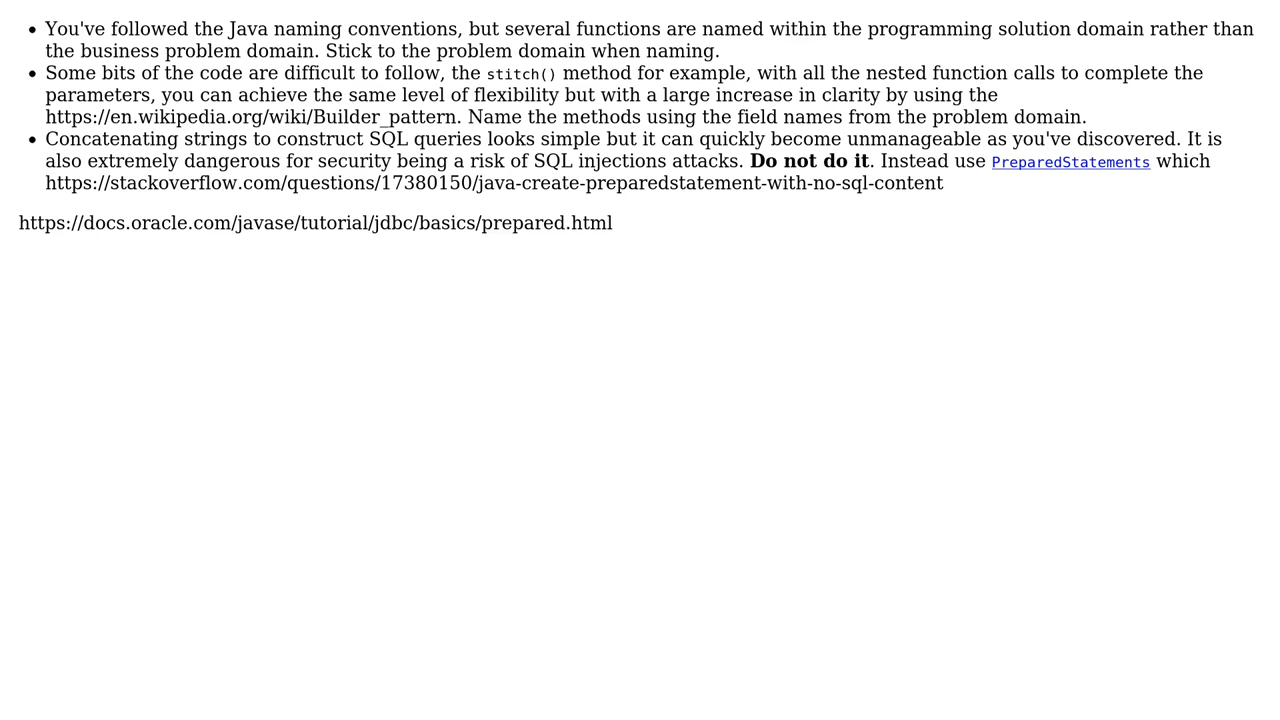 • You've followed the Java naming conventions, but several functions are named within the programming solution domain rather than
the business problem domain. Stick to the problem domain when naming.
• Some bits of the code are difficult to follow, the stitch() method for example, with all the nested function calls to complete the
parameters, you can achieve the same level of flexibility but with a large increase in clarity by using the
https://en.wikipedia.org/wiki/Builder_pattern. Name the methods using the field names from the problem domain.
• Concatenating strings to construct SQL queries looks simple but it can quickly become unmanageable as you've discovered. It is
also extremely dangerous for security being a risk of SQL injections attacks. Do not do it. Instead use PreparedStatements which
https://stackoverflow.com/questions/17380150/java-create-preparedstatement-with-no-sql-content
https://docs.oracle.com/javase/tutorial/jdbc/basics/prepared.html